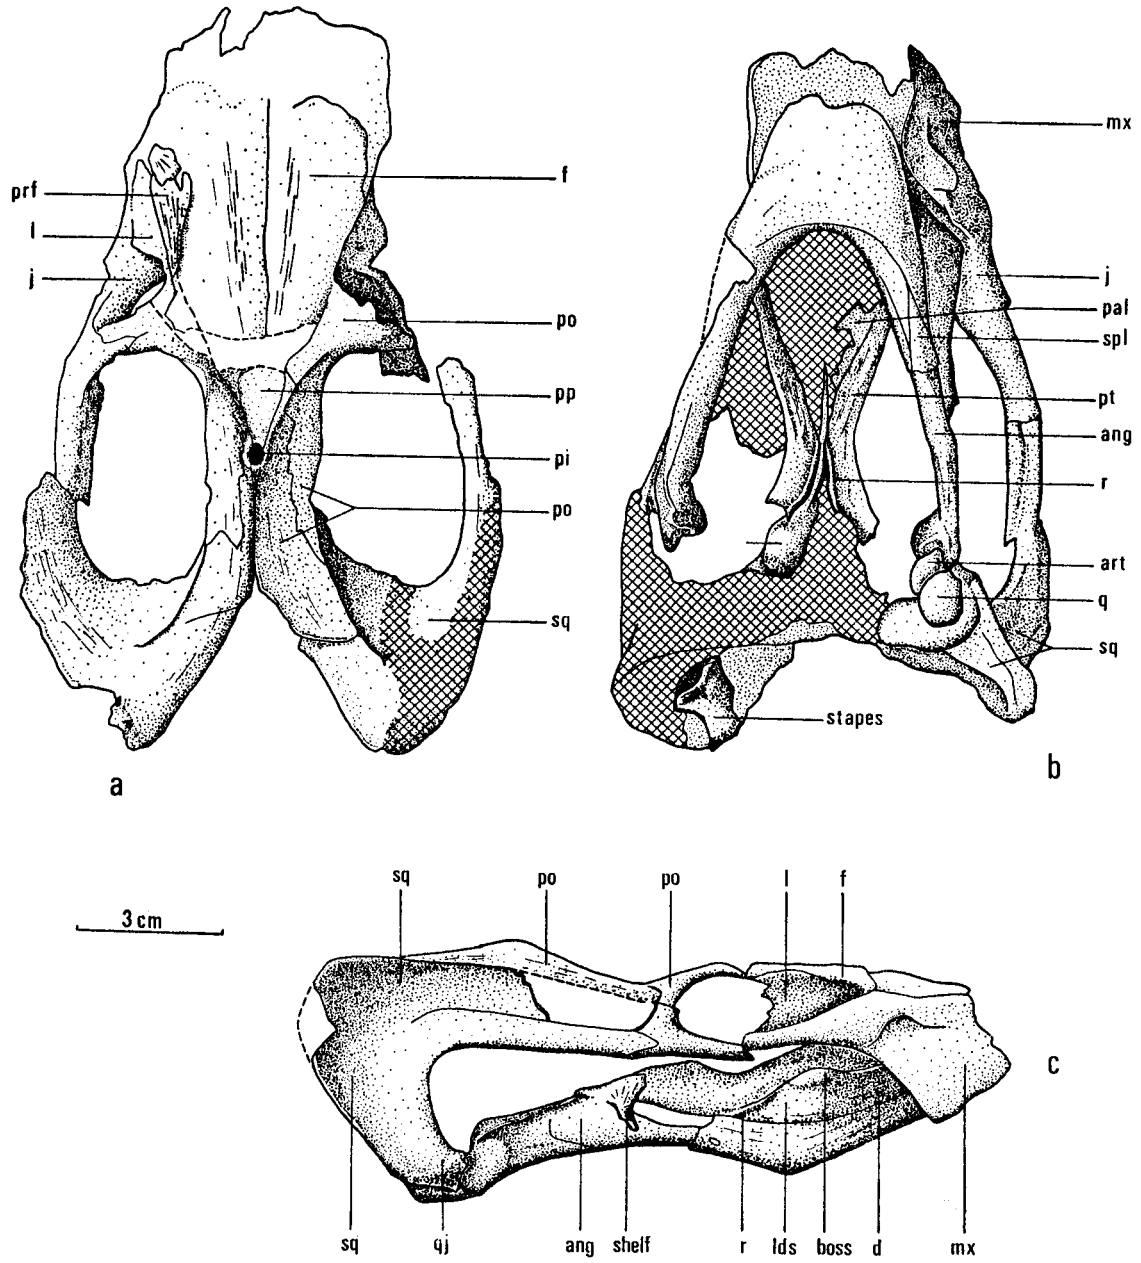 prf
l
j
f
po
pp
pi
po
sq
a
mx
j
pal
spl
pt
ang
r
art
q
sq
stapes
b
3 cm
sq po po l f
c
sq qj ang shelf r lds boss d mx